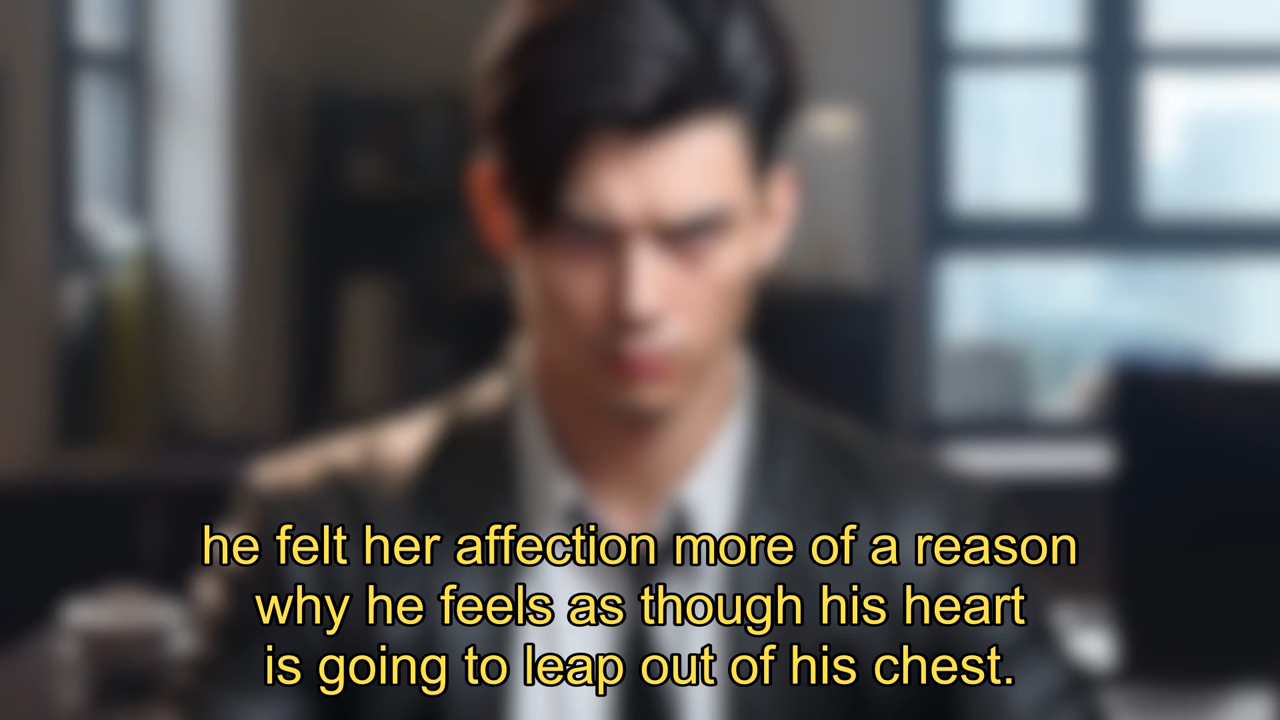 he felt her affection more of a reason
why he feels as though his heart
is going to leap out of his chest.